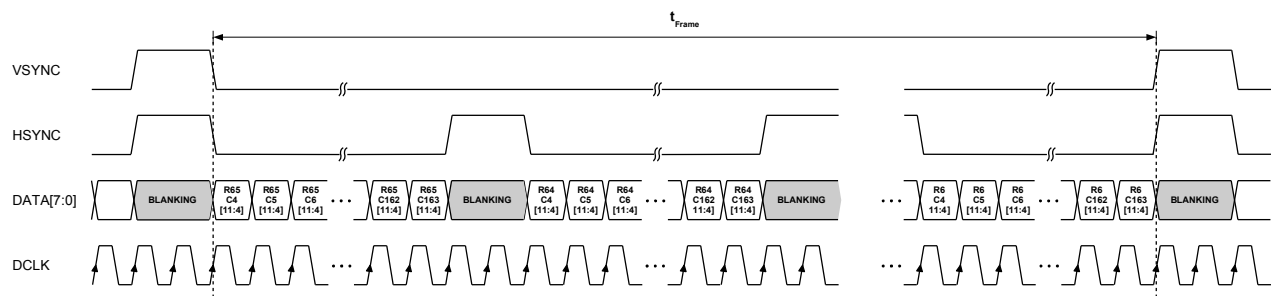 t Frame
VSYNC
HSYNC
DATA[7:0]
BLANKING
R65 C4 [11:4]
R65 C5 [11:4]
R65 C6 [11:4]
R65 C162 [11:4]
R65 C163 [11:4]
BLANKING
R64 C4 [11:4]
R64 C5 [11:4]
R64 C6 [11:4]
R64 C162 11:4]
R64 C163 [11:4]
BLANKING
R6 C4 11:4]
R6 C5 [11:4]
R6 C6 [11:4]
R6 C162 [11:4]
R6 C163 [11:4]
BLANKING
DCLK